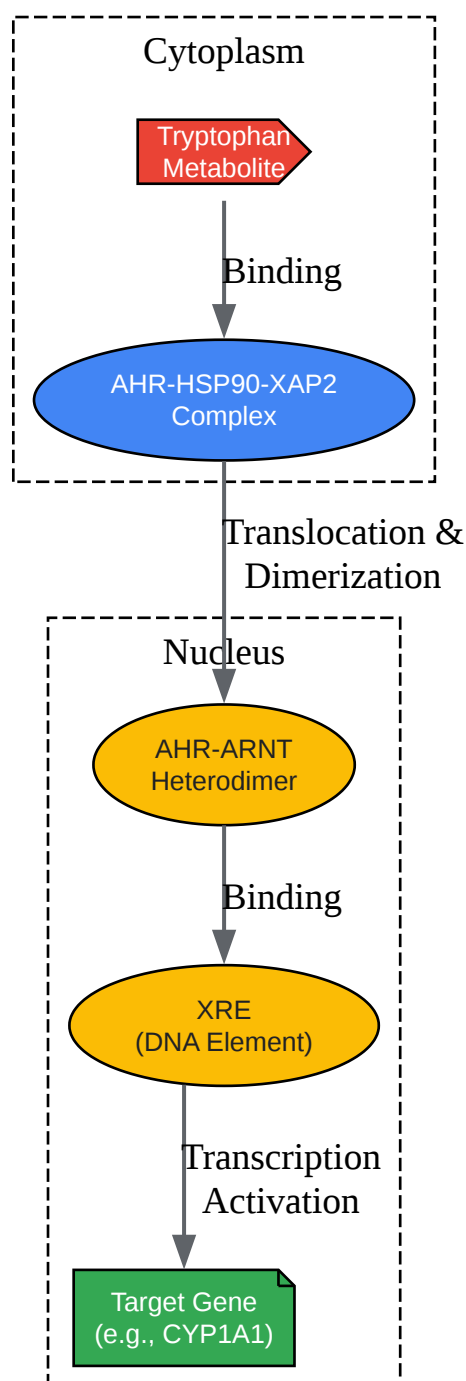 Cytoplasm
Tryptophan
Metabolite
Binding
AHR-HSP90-XAP2
Complex
Translocation &
Dimerization
Nucleus
AHR-ARNT
Heterodimer
Binding
XRE
(DNA Element)
Transcription
Activation
Target Gene
(e.g., CYP1A1)